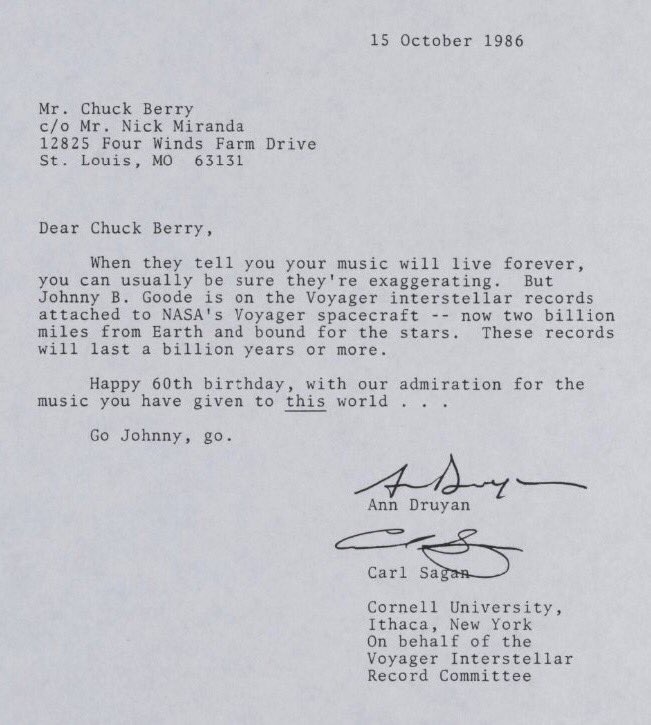 15 October 1986
Mr. Chuck Berry
c/o Mr. Nick Miranda
12825 Four Winds Farm Drive
St. Louis, MO  63131
Dear Chuck Berry,
When they tell you your music will live forever,
you can usually be sure they're exaggerating.  But
Johnny B. Goode is on the Voyager interstellar records
attached to NASA's Voyager spacecraft -- now two billion
miles from Earth and bound for the stars.  These records
will last a billion years or more.
Happy 60th birthday, with our admiration for the
music you have given to this world . . .
Go Johnny, go.
Ann Druyan
Carl Sagan
Cornell University,
Ithaca, New York
On behalf of the
Voyager Interstellar
Record Committee